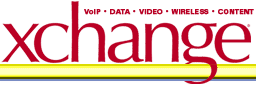 VoIP • DATA • VIDEO • WIRELESS • CONTENT
xchange®